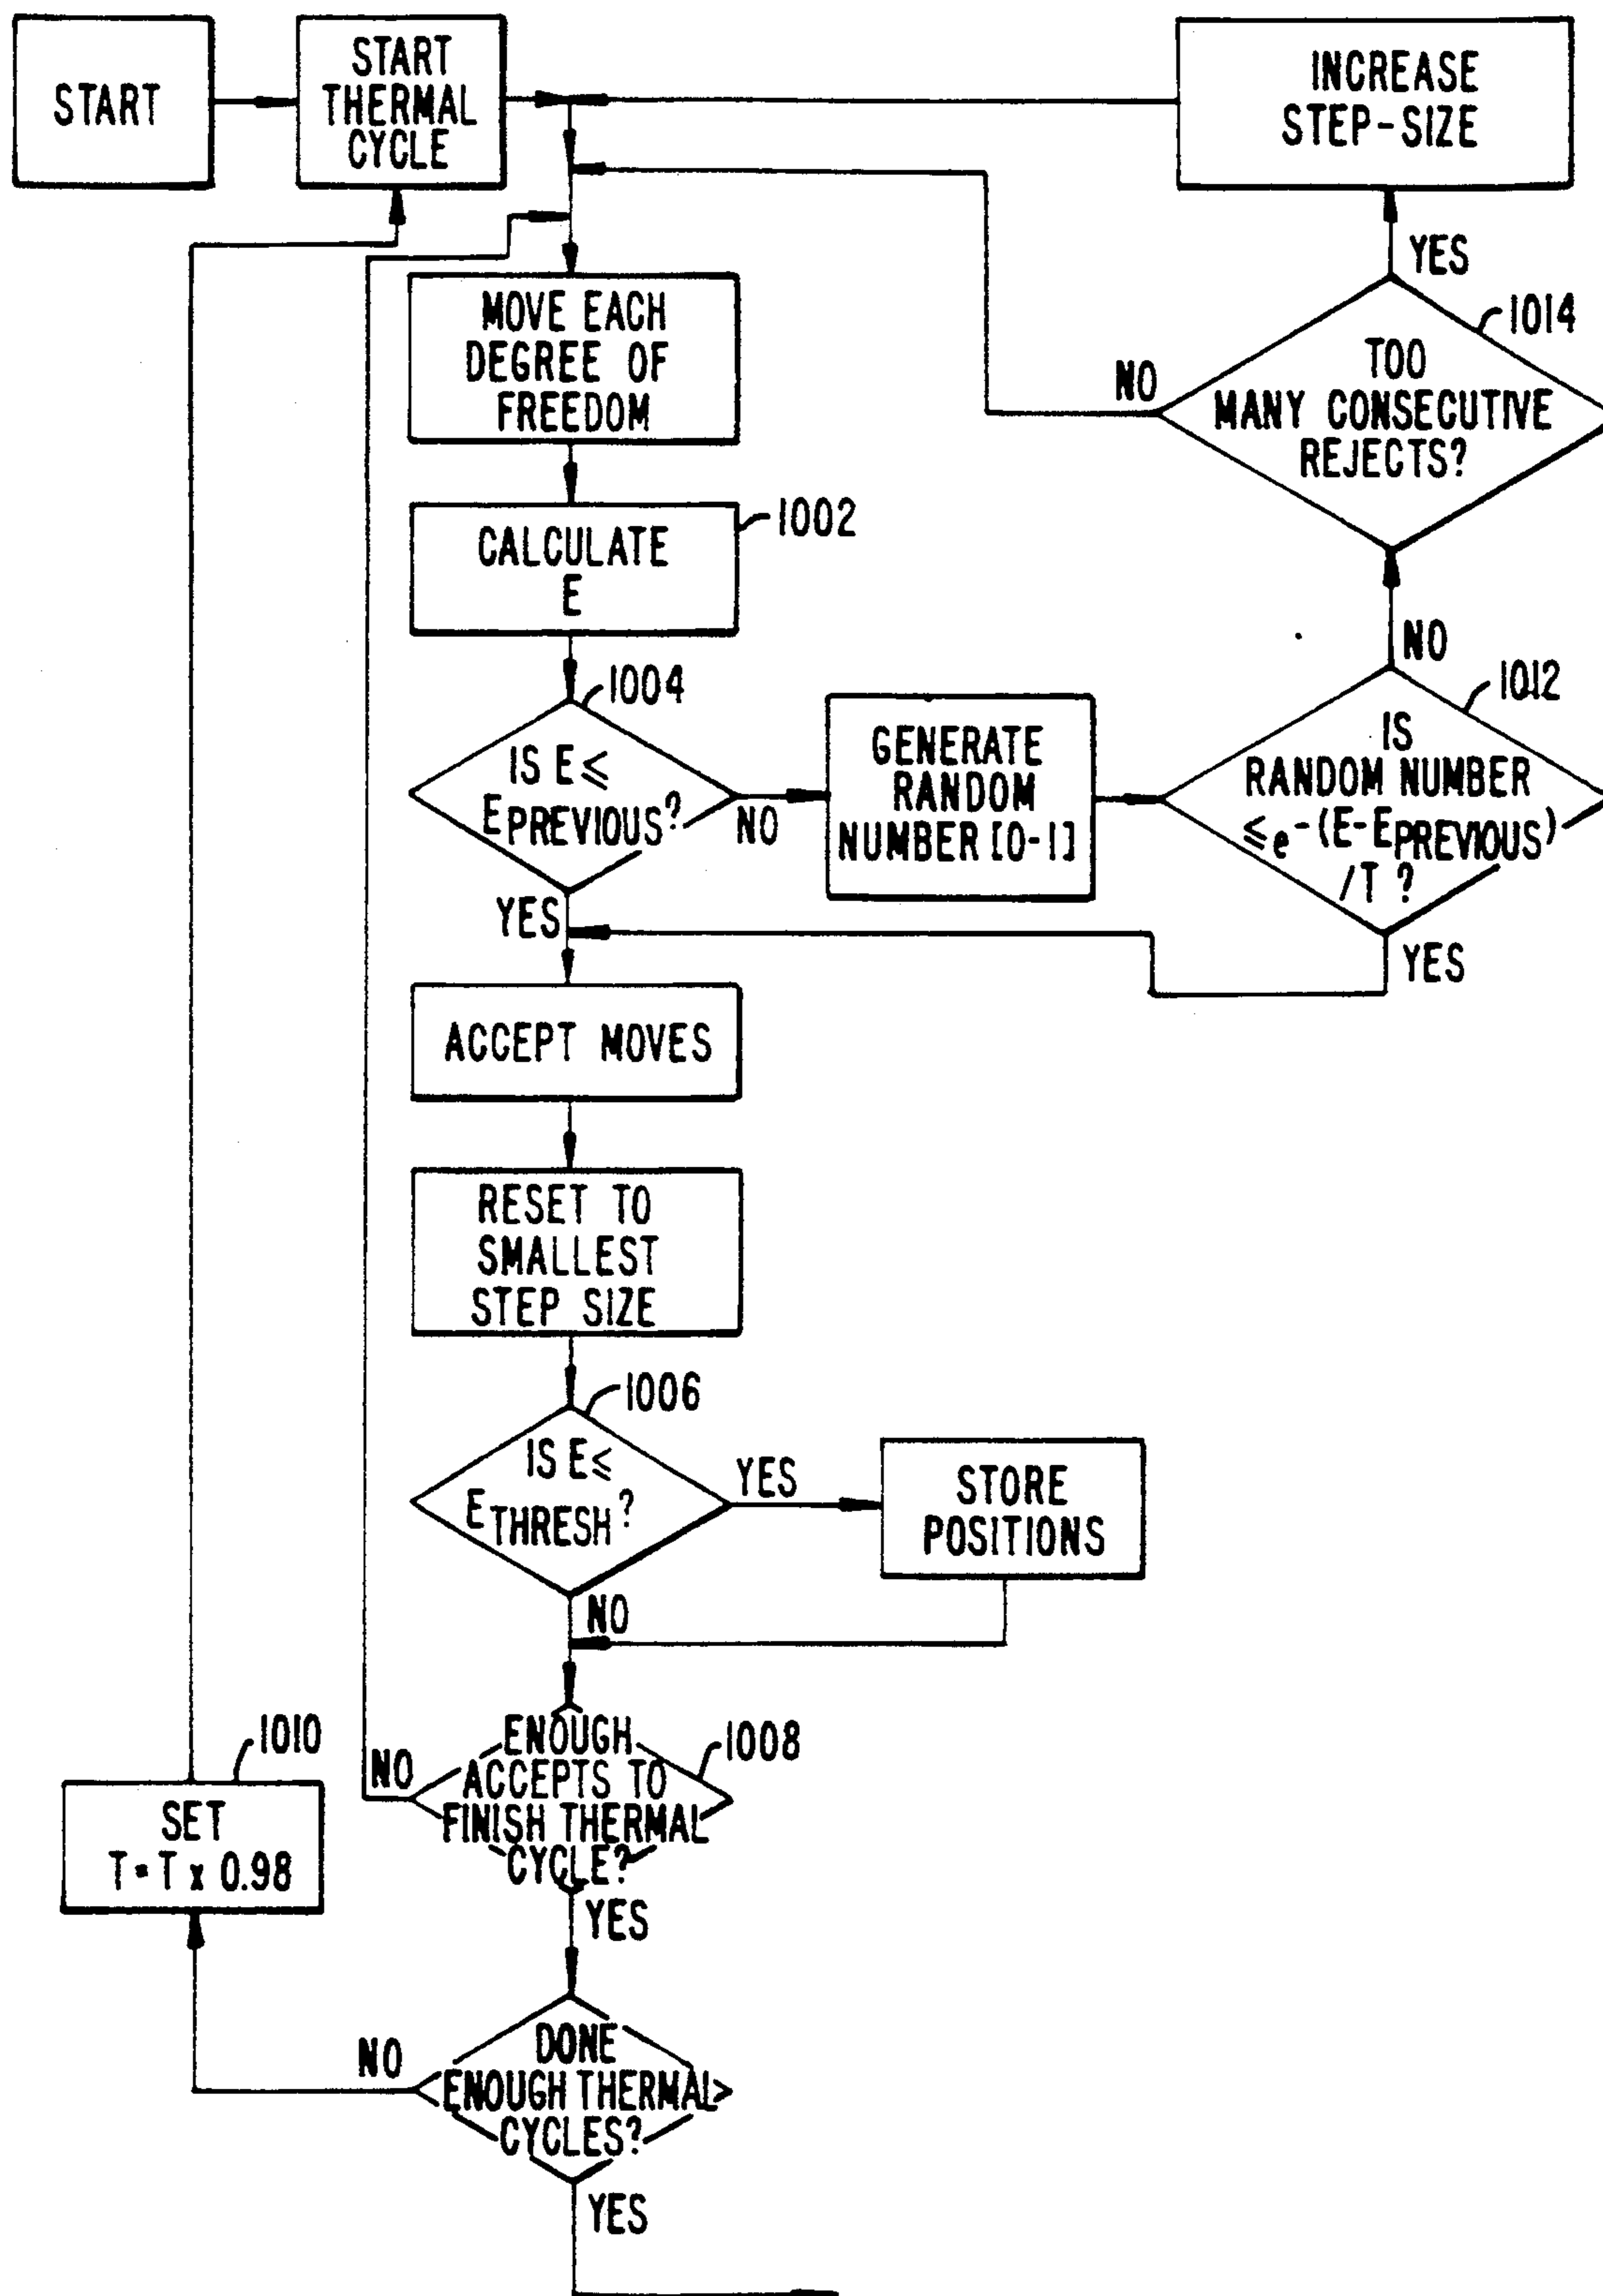 START
START
THERMAL
CYCLE
INCREASE
STEP-SIZE
YES
1014
TOO
MANY CONSECUTIVE
REJECTS?
NO
MOVE EACH
DEGREE OF
FREEDOM
1002
CALCULATE
E
NO
1004
IS E ≤
E PREVIOUS?
NO
GENERATE
RANDOM
NUMBER [0-1]
1012
IS
RANDOM NUMBER
≤ e -(E-E PREVIOUS)
/T ?
YES
YES
ACCEPT MOVES
RESET TO
SMALLEST
STEP SIZE
1006
IS E ≤
E THRESH?
YES
STORE
POSITIONS
NO
1008
ENOUGH
ACCEPTS TO
FINISH THERMAL
CYCLE?
NO
1010
SET
T = T x 0.98
YES
DONE
ENOUGH THERMAL
CYCLES?
NO
YES